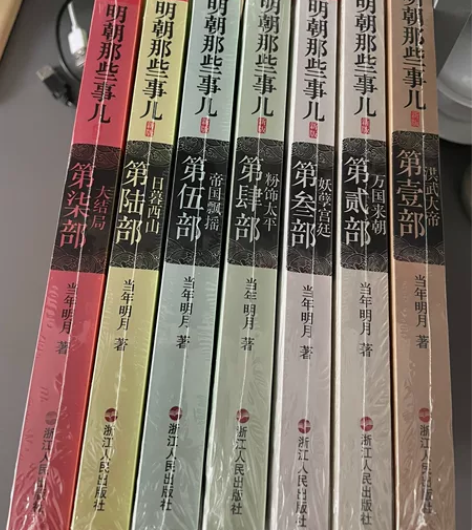 明朝那些事儿
第柒部
大结局
当年明月 著
浙江人民出版社
明朝那些事儿
第陆部
日暮西山
当年明月 著
浙江人民出版社
明朝那些事儿
第伍部
帝国飘摇
当年明月 著
浙江人民出版社
明朝那些事儿
第肆部
粉饰太平
当年明月 著
浙江人民出版社
明朝那些事儿
第叁部
妖孽宫廷
当年明月 著
浙江人民出版社
明朝那些事儿
第贰部
万国来朝
当年明月 著
浙江人民出版社
明朝那些事儿
第壹部
洪武大帝
当年明月 著
浙江人民出版社